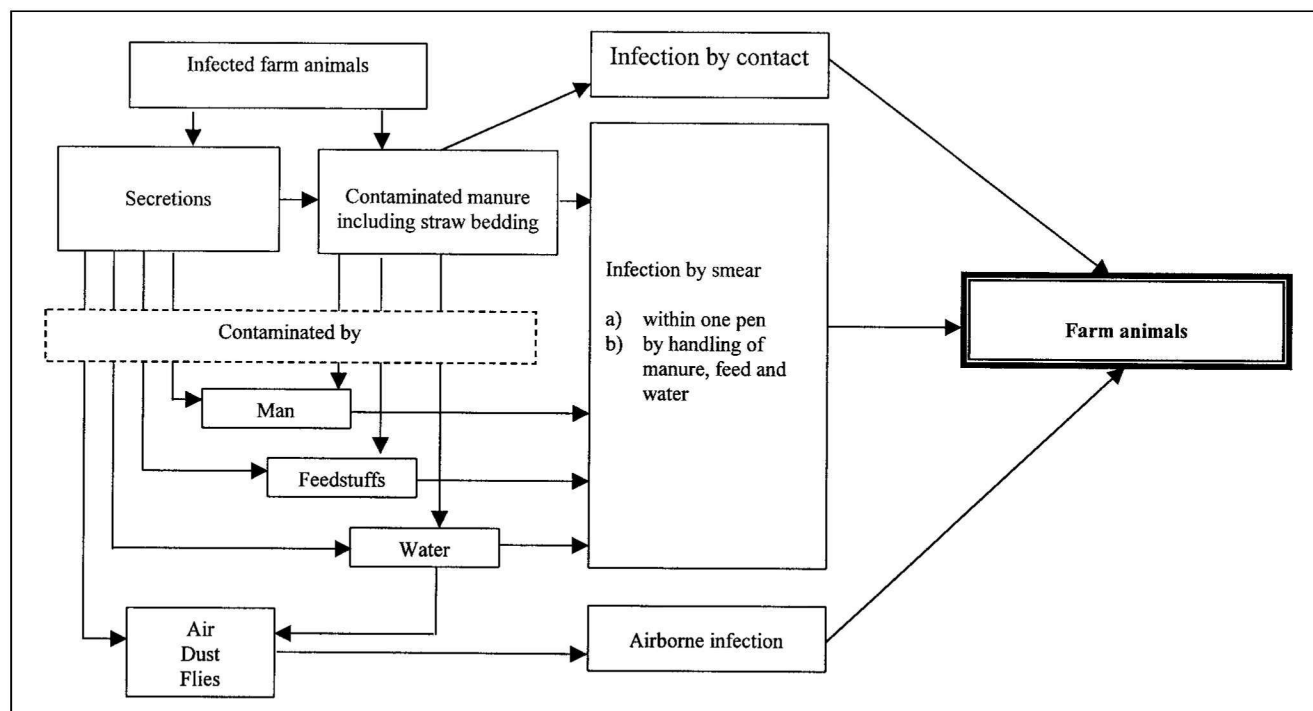 Infected farm animals
Infection by contact
Secretions
Contaminated manure
including straw bedding
Infection by smear
a) within one pen
b) by handling of
manure, feed and
water
Farm animals
Contaminated by
Man
Feedstuffs
Water
Air
Dust
Flies
Airborne infection